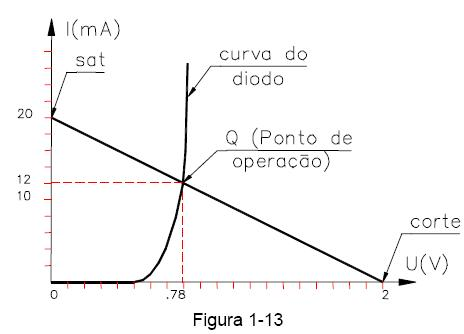 I(mA)
sat
curva do
diodo
20
Q (Ponto de
operação)
12
10
corte
U(V)
0
.78
2
Figura 1-13